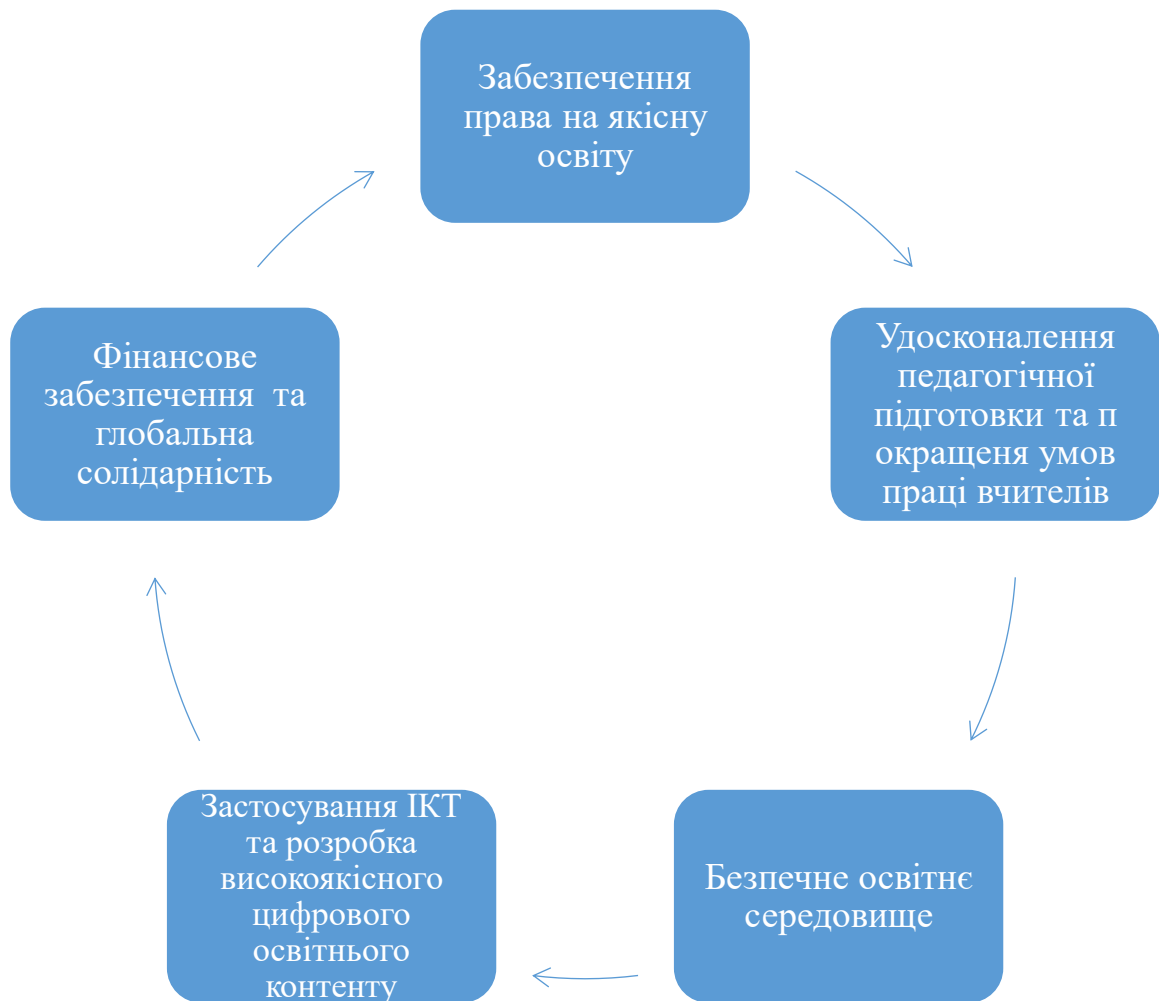 Забезпечення
права на якісну
освіту
Удосконалення
педагогічної
підготовки та п
окращеня умов
праці вчителів
Безпечне освітнє
середовище
Застосування ІКТ
та розробка
високоякісного
цифрового
освітнього
контенту
Фінансове
забезпечення та
глобальна
солідарність